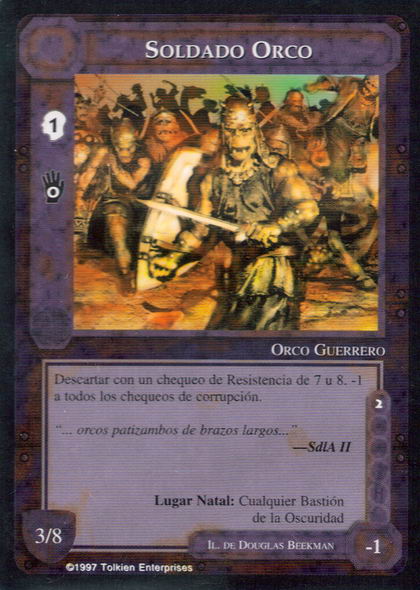 SOLDADO ORCO
1
0
ORCO GUERRERO
Descartar con un chequeo de Resistencia de 7 u 8. -1
a todos los chequeos de corrupción.
2
"... orcos patizambos de brazos largos..."
—SdlA II
Lugar Natal: Cualquier Bastión
de la Oscuridad
3/8
IL. DE DOUGLAS BEEKMAN
-1
©1997 Tolkien Enterprises